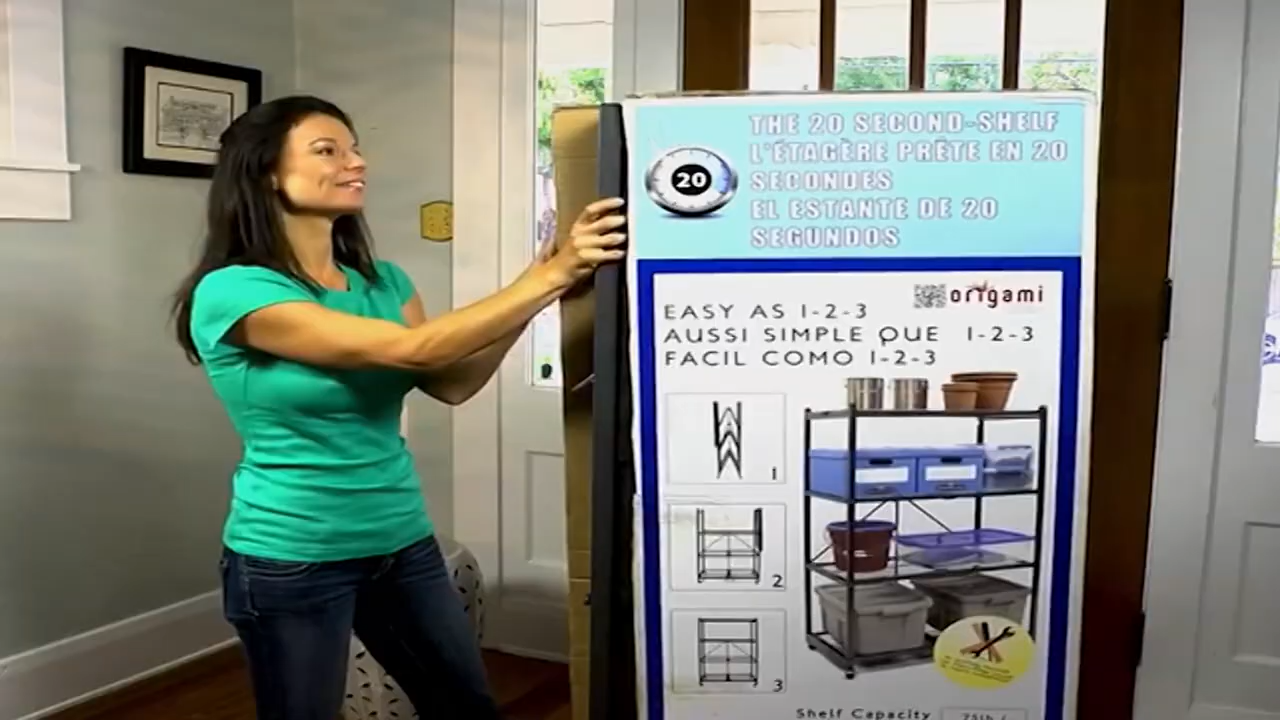 THE 20 SECOND-SHELF
L'ÉTAGÈRE PRÊTE EN 20
SECONDES
EL ESTANTE DE 20
SEGUNDOS
20
origami
EASY AS 1-2-3
AUSSI SIMPLE QUE 1-2-3
FACIL COMO 1-2-3
1
2
3
Shelf Capacity